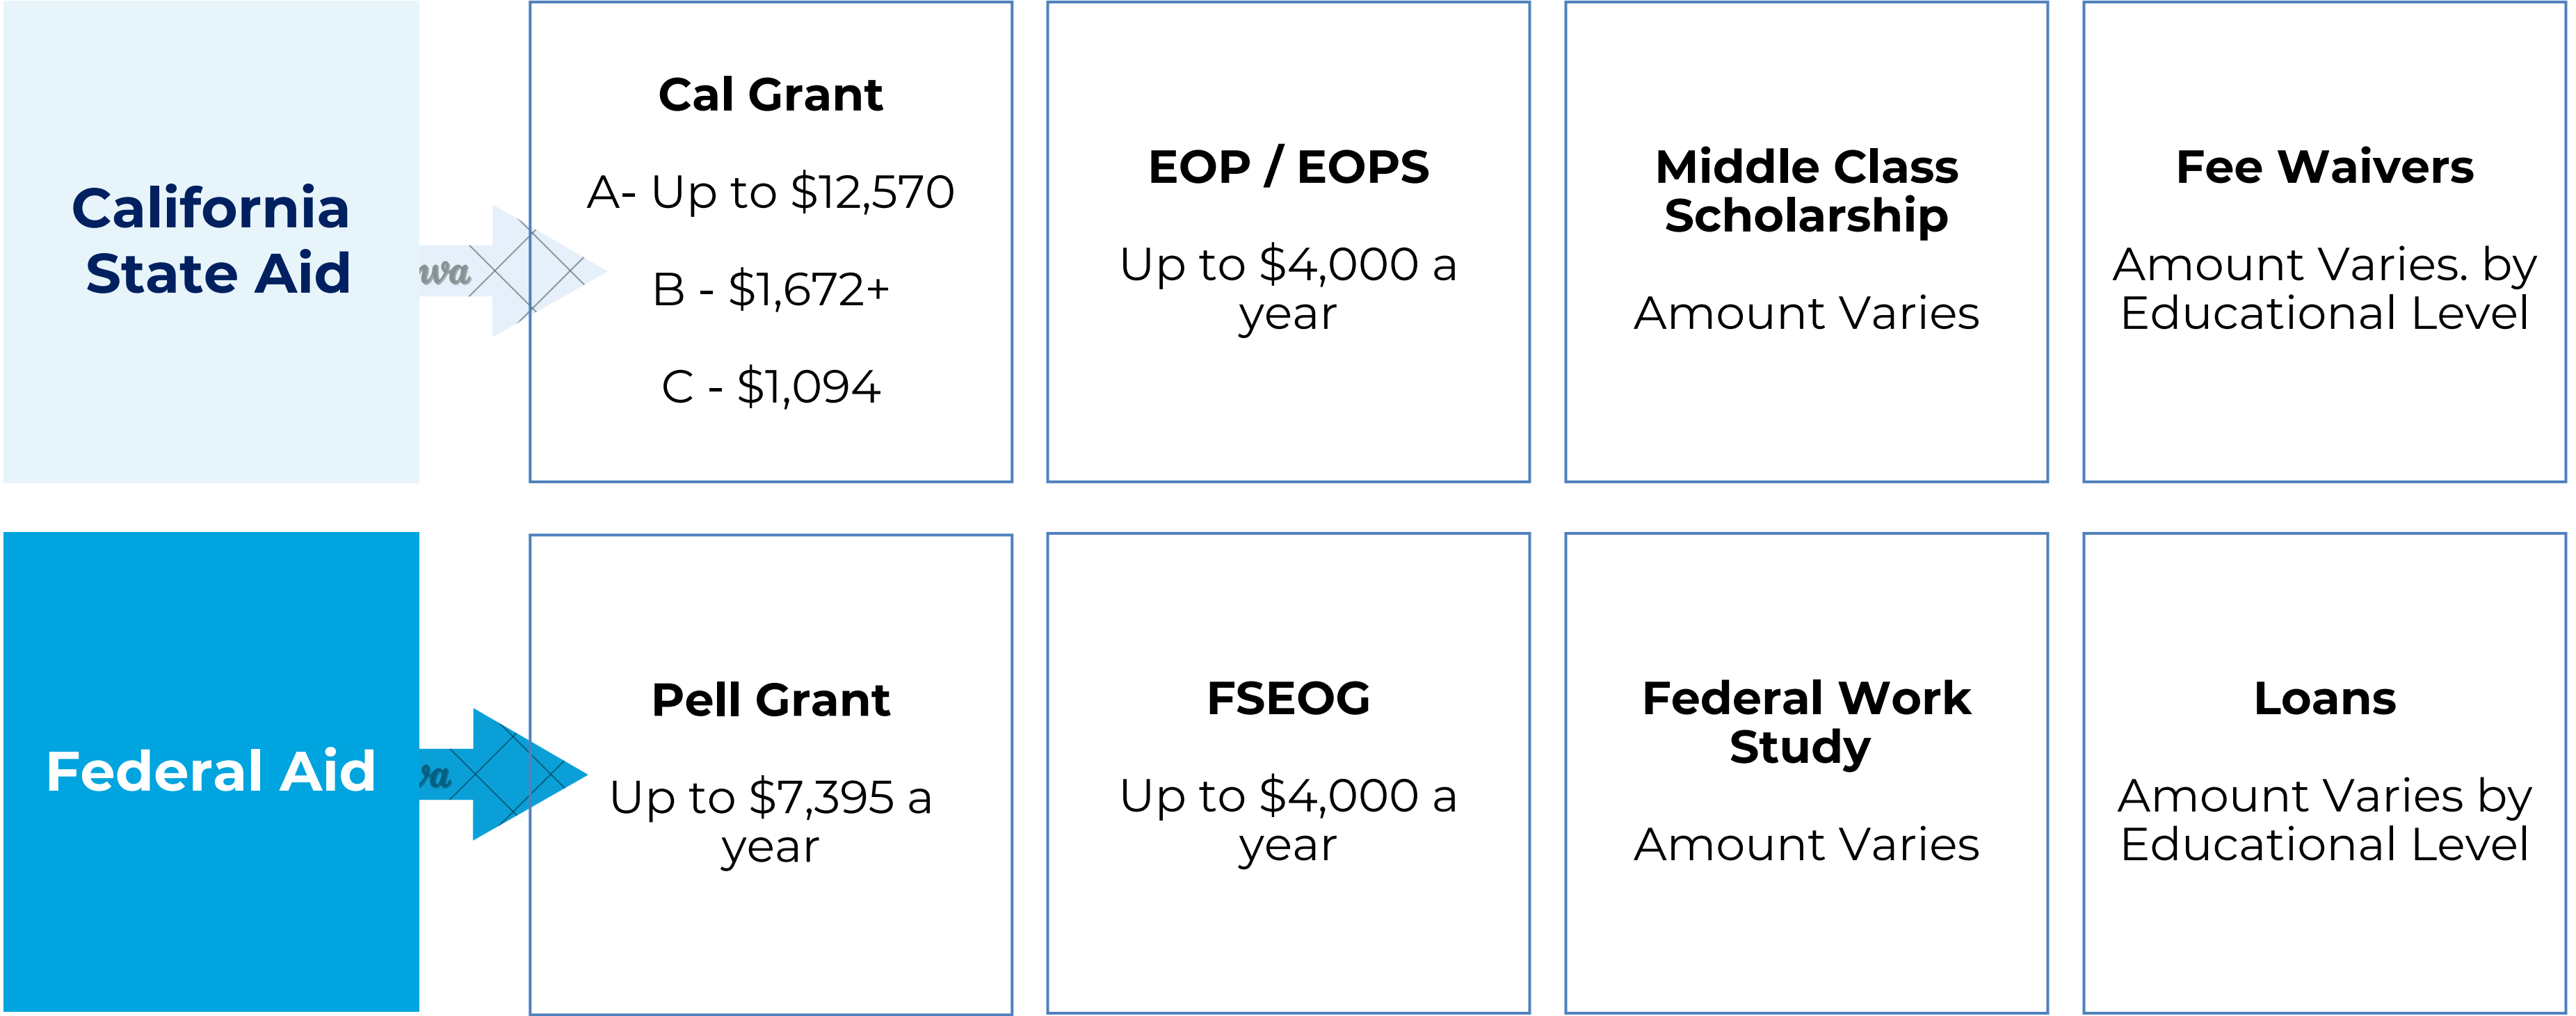 California
State Aid
Cal Grant
A- Up to $12,570
B - $1,672+
C - $1,094
EOP / EOPS
Up to $4,000 a
year
Middle Class
Scholarship
Amount Varies
Fee Waivers
Amount Varies. by
Educational Level
Federal Aid
Pell Grant
Up to $7,395 a
year
FSEOG
Up to $4,000 a
year
Federal Work
Study
Amount Varies
Loans
Amount Varies by
Educational Level